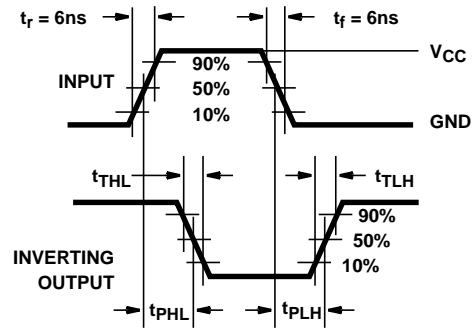 tr = 6ns
tf = 6ns
VCC
90%
INPUT
50%
10%
GND
tTHL
tTLH
90%
50%
INVERTING
OUTPUT
10%
tPHL
tPLH